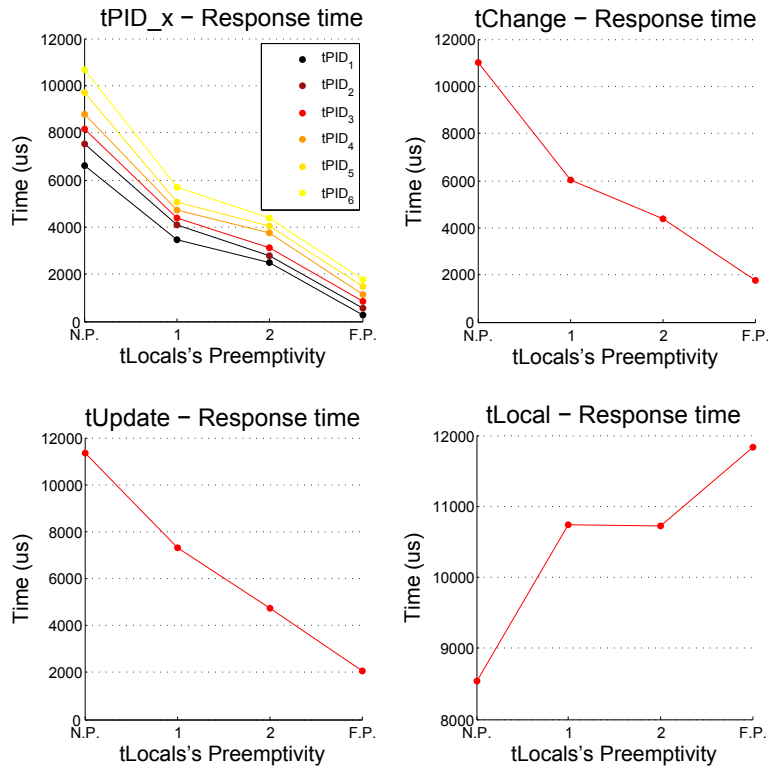 tPID_x − Response time
12000
10000
8000
6000
4000
2000
0
Time (us)
tPID1
tPID2
tPID3
tPID4
tPID5
tPID6
N.P. 1 2 F.P.
tLocals's Preemptivity
tChange − Response time
12000
10000
8000
6000
4000
2000
0
Time (us)
N.P. 1 2 F.P.
tLocals's Preemptivity
tUpdate − Response time
12000
10000
8000
6000
4000
2000
0
Time (us)
N.P. 1 2 F.P.
tLocals's Preemptivity
tLocal − Response time
12000
11000
10000
9000
8000
Time (us)
N.P. 1 2 F.P.
tLocals's Preemptivity